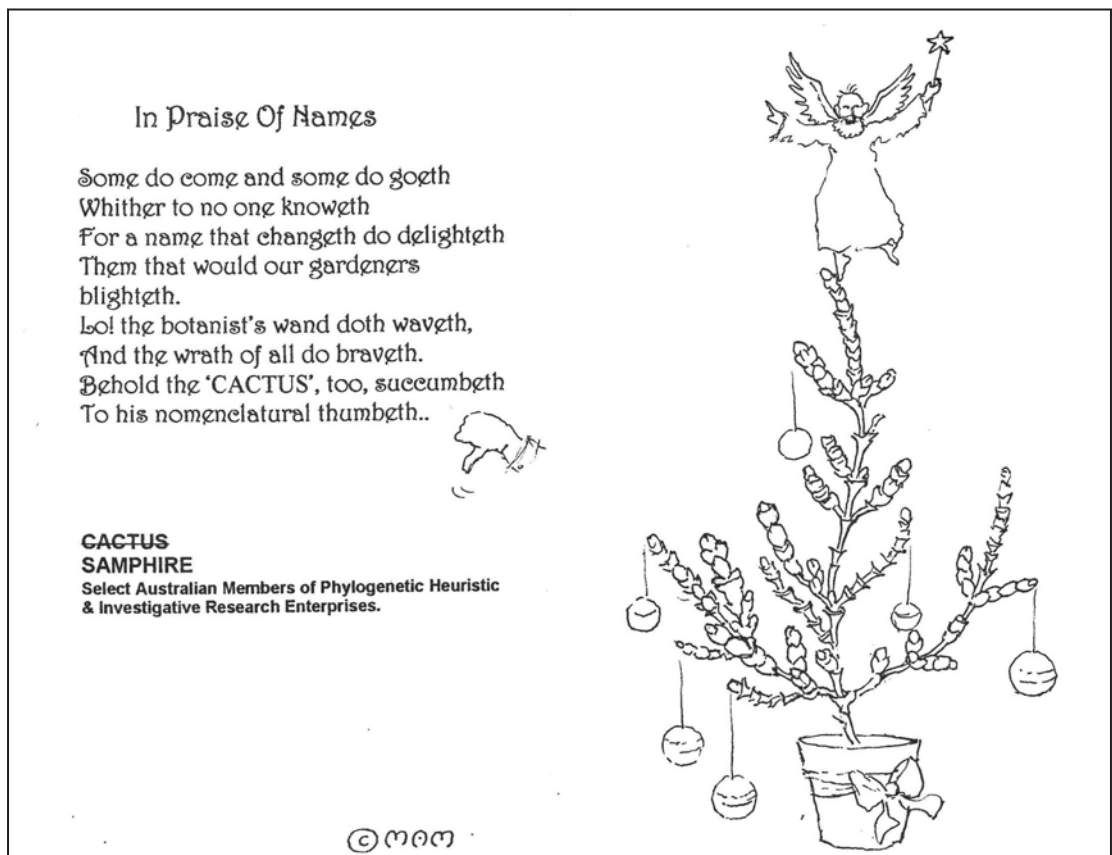 In Praise Of Names
Some do come and some do goeth
Whither to no one knoweth
For a name that changeth do delighteth
Them that would our gardeners
blighteth.
Lo! the botanist's wand doth waveth,
And the wrath of all do braveth.
Behold the 'CACTUS', too, succumbeth
To his nomenclatural thumbeth..
CACTUS
SAMPHIRE
Select Australian Members of Phylogenetic Heuristic
& Investigative Research Enterprises.
© MAM